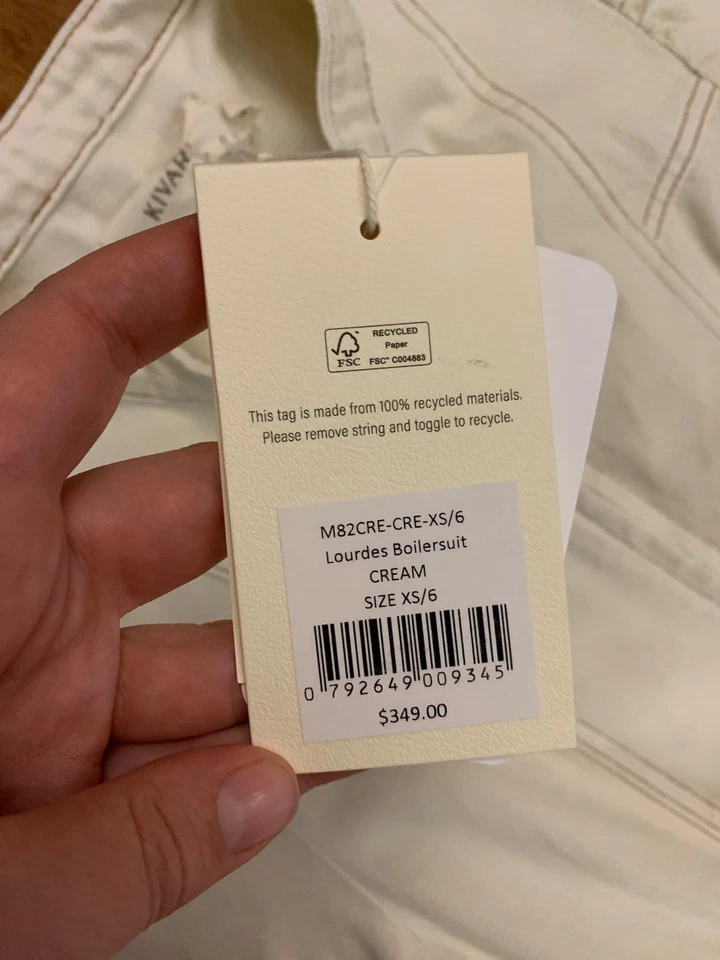 KIVAR
RECYCLED
Paper
FSC FSC™ C004883
This tag is made from 100% recycled materials.
Please remove string and toggle to recycle.
M82CRE-CRE-XS/6
Lourdes Boilersuit
CREAM
SIZE XS/6
0 792649 009345
$349.00